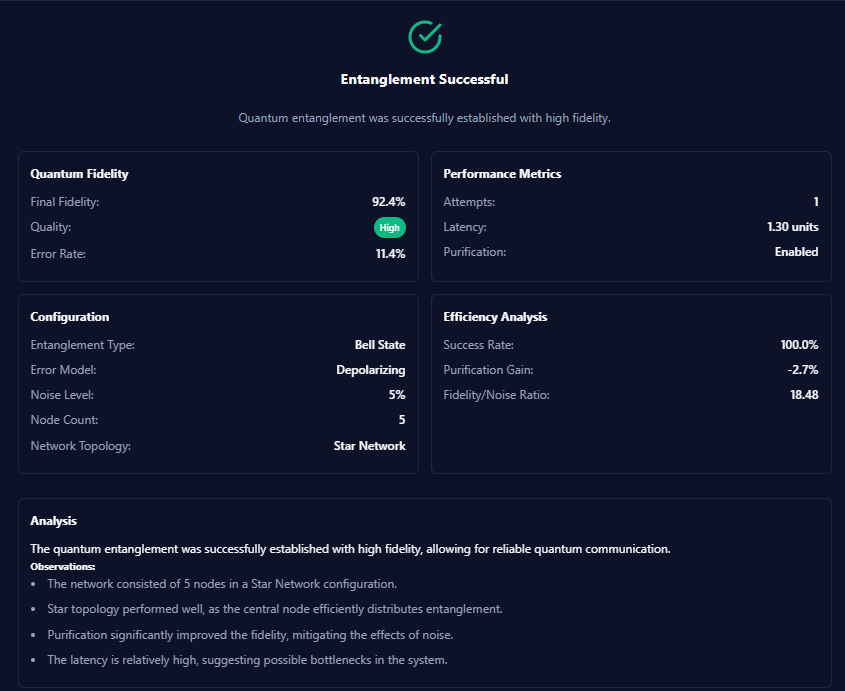 Entanglement Successful
Quantum entanglement was successfully established with high fidelity.
Quantum Fidelity
Final Fidelity: 92.4%
Quality: High
Error Rate: 11.4%
Performance Metrics
Attempts: 1
Latency: 1.30 units
Purification: Enabled
Configuration
Entanglement Type: Bell State
Error Model: Depolarizing
Noise Level: 5%
Node Count: 5
Network Topology: Star Network
Efficiency Analysis
Success Rate: 100.0%
Purification Gain: -2.7%
Fidelity/Noise Ratio: 18.48
Analysis
The quantum entanglement was successfully established with high fidelity, allowing for reliable quantum communication.
Observations:
• The network consisted of 5 nodes in a Star Network configuration.
• Star topology performed well, as the central node efficiently distributes entanglement.
• Purification significantly improved the fidelity, mitigating the effects of noise.
• The latency is relatively high, suggesting possible bottlenecks in the system.